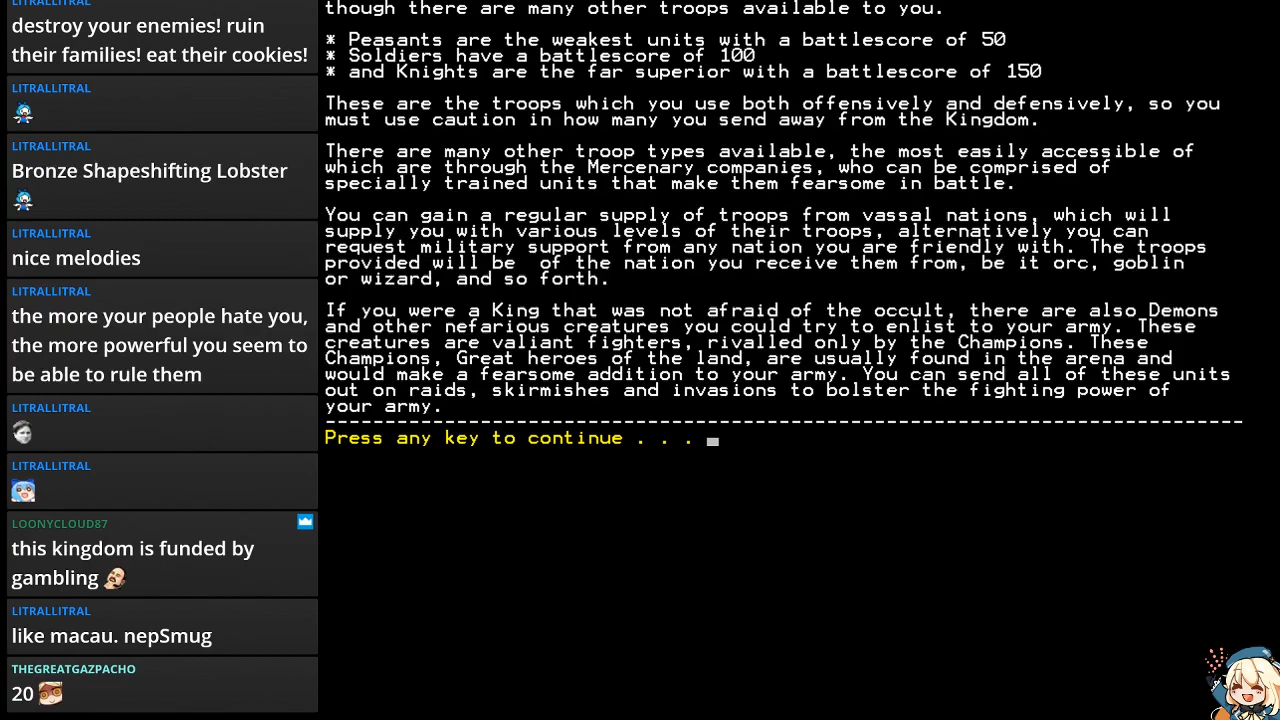 destroy your enemies! ruin
their families! eat their cookies!
LITRALLITRAL
LITRALLITRAL
Bronze Shapeshifting Lobster
LITRALLITRAL
nice melodies
LITRALLITRAL
the more your people hate you,
the more powerful you seem to
be able to rule them
LITRALLITRAL
LITRALLITRAL
LOONYCLOUD87
this kingdom is funded by
gambling
LITRALLITRAL
like macau. nepSmug
THEGREATGAZPACHO
20
though there are many other troops available to you.
* Peasants are the weakest units with a battlescore of 50
* Soldiers have a battlescore of 100
* and Knights are the far superior with a battlescore of 150
These are the troops which you use both offensively and defensively, so you
must use caution in how many you send away from the Kingdom.
There are many other troop types available, the most easily accessible of
which are through the Mercenary companies, who can be comprised of
specially trained units that make them fearsome in battle.
You can gain a regular supply of troops from vassal nations, which will
supply you with various levels of their troops, alternatively you can
request military support from any nation you are friendly with. The troops
provided will be  of the nation you receive them from, be it orc, goblin
or wizard, and so forth.
If you were a King that was not afraid of the occult, there are also Demons
and other nefarious creatures you could try to enlist to your army. These
creatures are valiant fighters, rivalled only by the Champions. These
Champions, Great heroes of the land, are usually found in the arena and
would make a fearsome addition to your army. You can send all of these units
out on raids, skirmishes and invasions to bolster the fighting power of
your army.
-----------------------------------------------------------------------------
Press any key to continue . . .